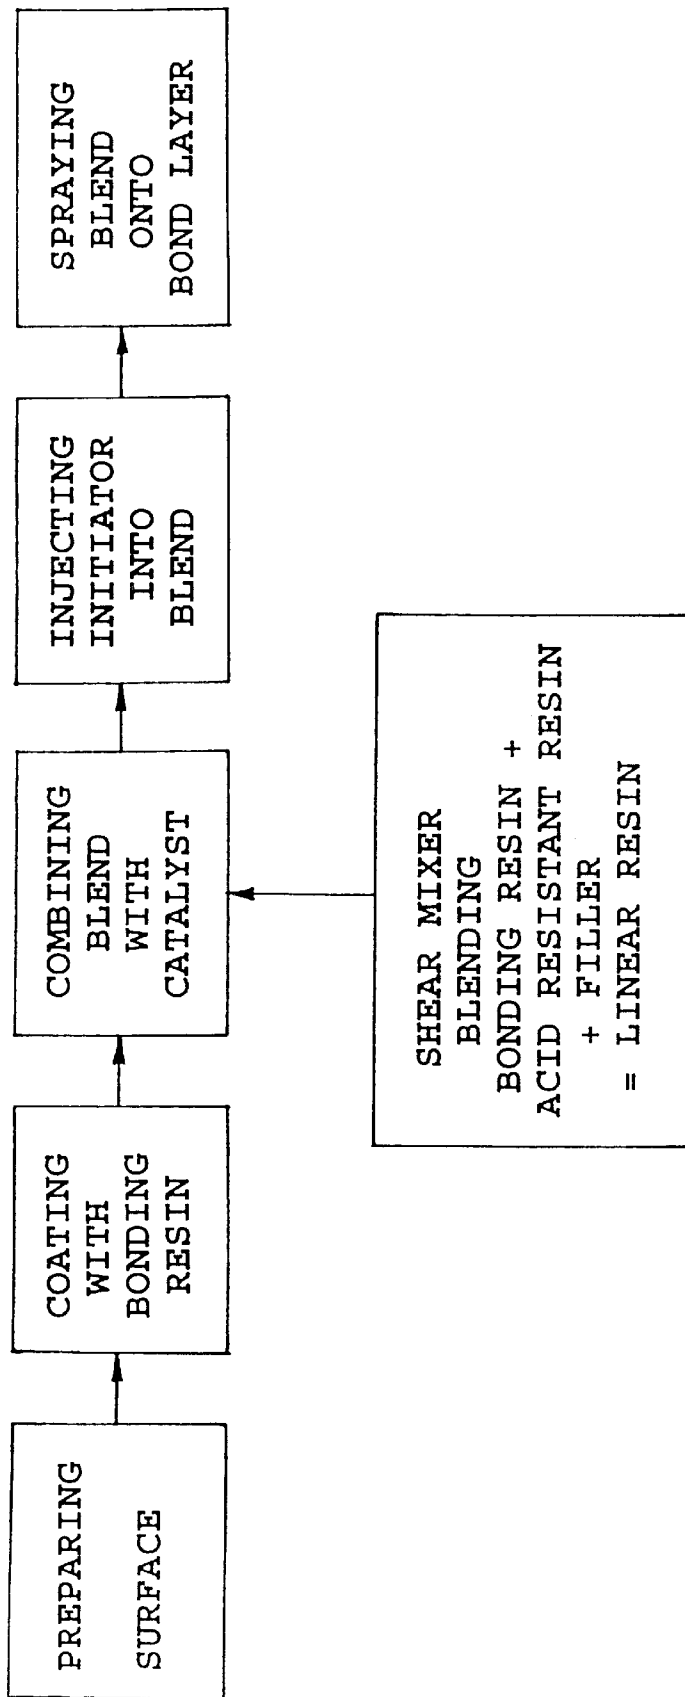 PREPARING
SURFACE
COATING
WITH
BONDING
RESIN
COMBINING
BLEND
WITH
CATALYST
INJECTING
INITIATOR
INTO
BLEND
SPRAYING
BLEND
ONTO
BOND LAYER
SHEAR MIXER
BLENDING
BONDING RESIN +
ACID RESISTANT RESIN
+ FILLER
= LINEAR RESIN